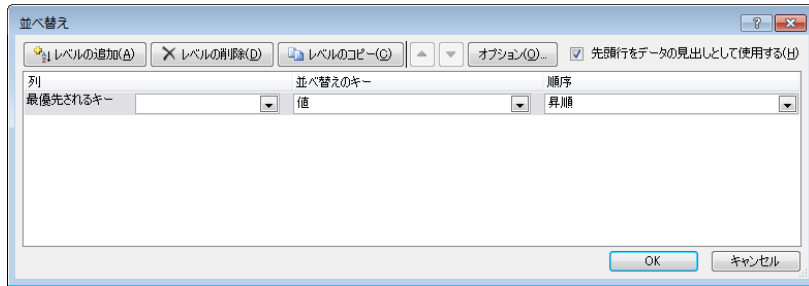 並べ替え
レベルの追加(A) レベルの削除(D) レベルのコピー(C) オプション(O)... 先頭行をデータの見出しとして使用する(H)
列 並べ替えのキー 順序
最優先されるキー 値 昇順
OK キャンセル